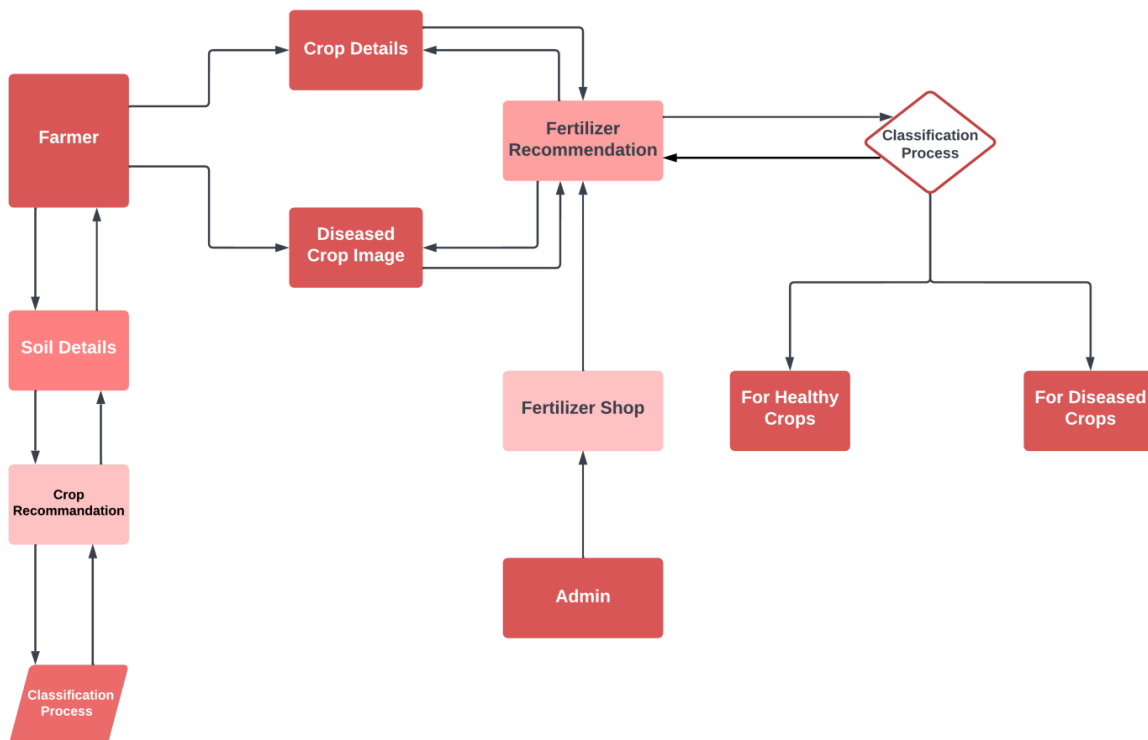 Crop Details
Farmer
Fertilizer
Recommendation
Classification
Process
Diseased
Crop Image
Soil Details
Fertilizer Shop
For Healthy
Crops
For Diseased
Crops
Crop
Recommandation
Admin
Classification
Process